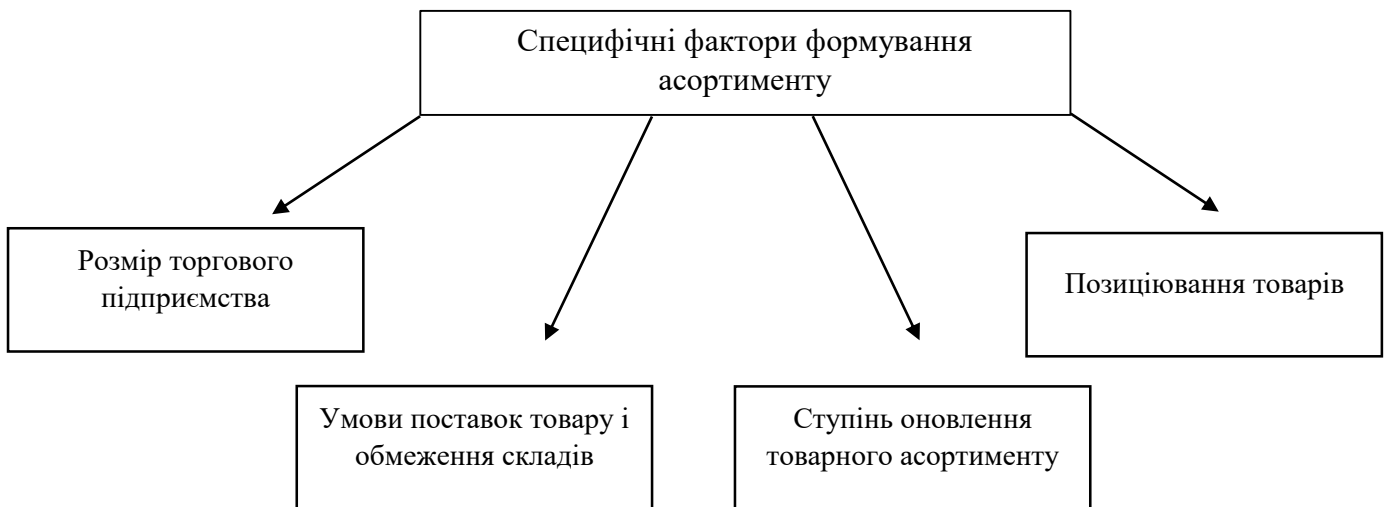 Специфічні фактори формування
асортименту
Розмір торгового
підприємства
Позиціювання товарів
Умови поставок товару і
обмеження складів
Ступінь оновлення
товарного асортименту